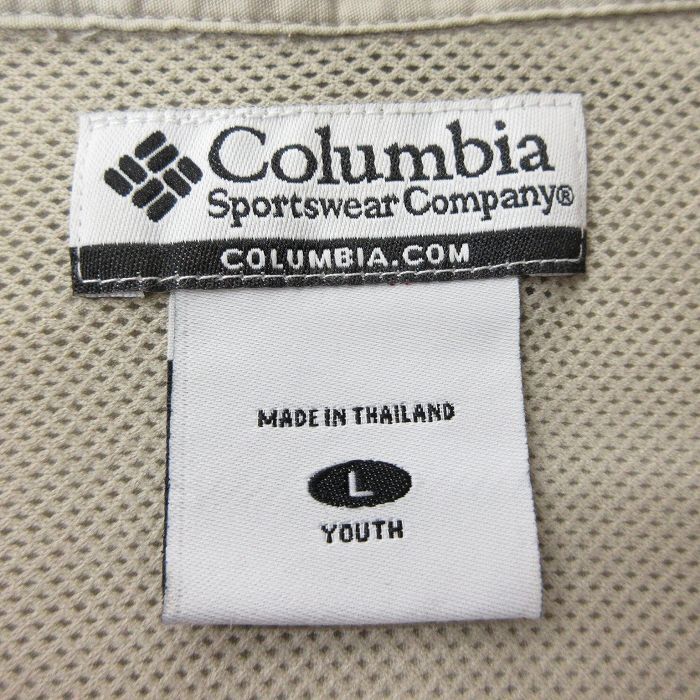 Columbia
Sportswear Company®
COLUMBIA.COM
MADE IN THAILAND
L
YOUTH